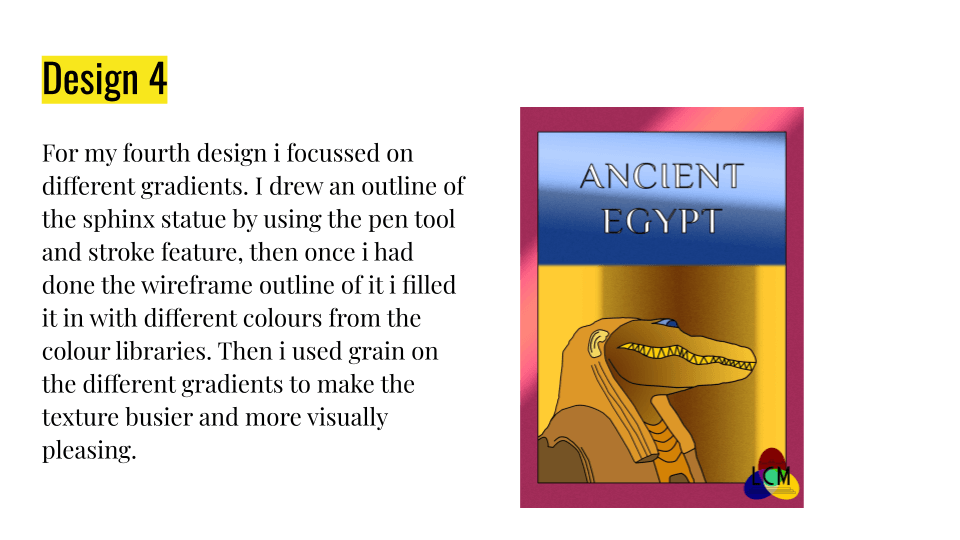 Design 4
For my fourth design i focussed on
different gradients. I drew an outline of
the sphinx statue by using the pen tool
and stroke feature, then once i had
done the wireframe outline of it i filled
it in with different colours from the
colour libraries. Then i used grain on
the different gradients to make the
texture busier and more visually
pleasing.
ANCIENT
EGYPT
LCM